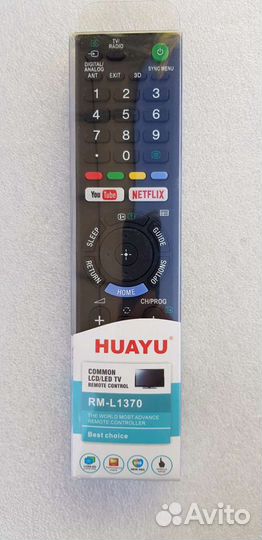 TV/
RADIO
DIGITAL/
ANALOG
SYNC MENU
ANT EXIT 3D
1 2 3
4 5 6
7 8 9
• 0
You Tube NETFLIX
SLEEP GUIDE
RETURN OPTIONS
HOME
CH/PROG
+ +
HUAYU®
COMMON
LCD/LED TV
REMOTE CONTROL
RM-L1370
THE WORLD MOST ADVANCE
REMOTE CONTROLLER
Best choice
Avito